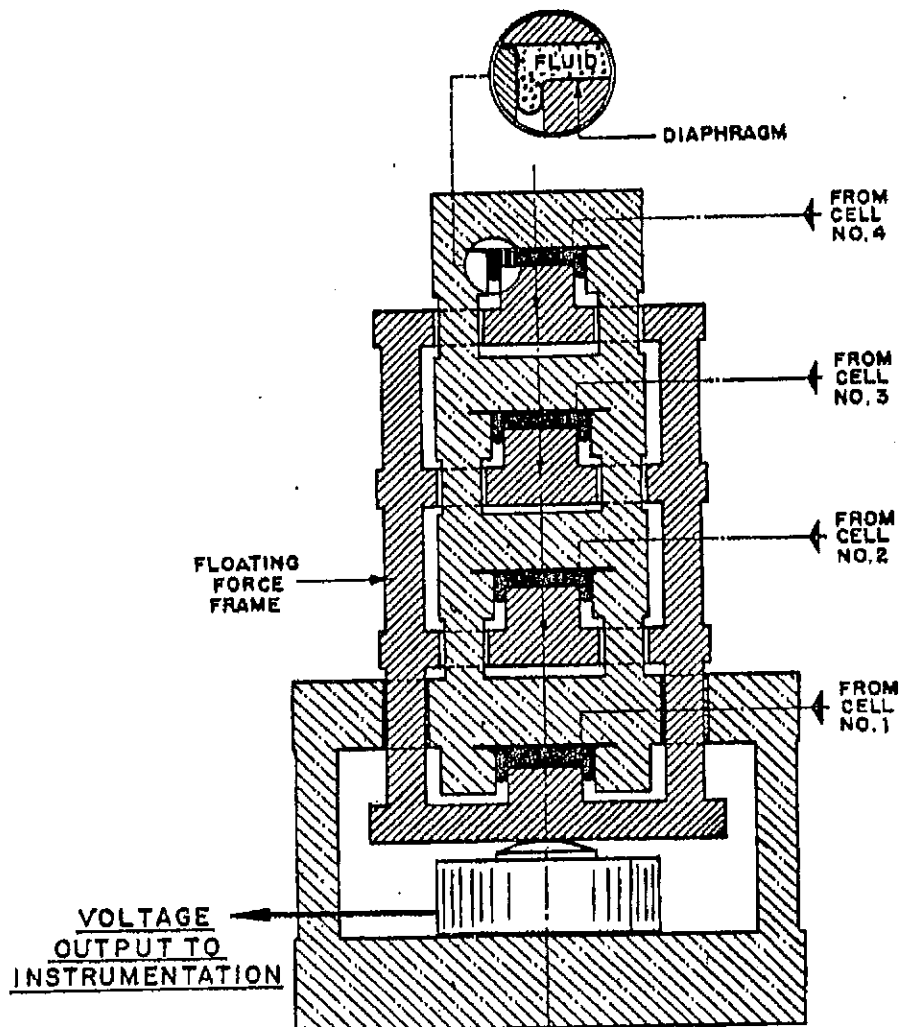 FLUID
DIAPHRAGM
FROM
CELL
NO. 4
FROM
CELL
NO. 3
FROM
CELL
NO. 2
FLOATING
FORCE
FRAME
FROM
CELL
NO. 1
VOLTAGE
OUTPUT TO
INSTRUMENTATION